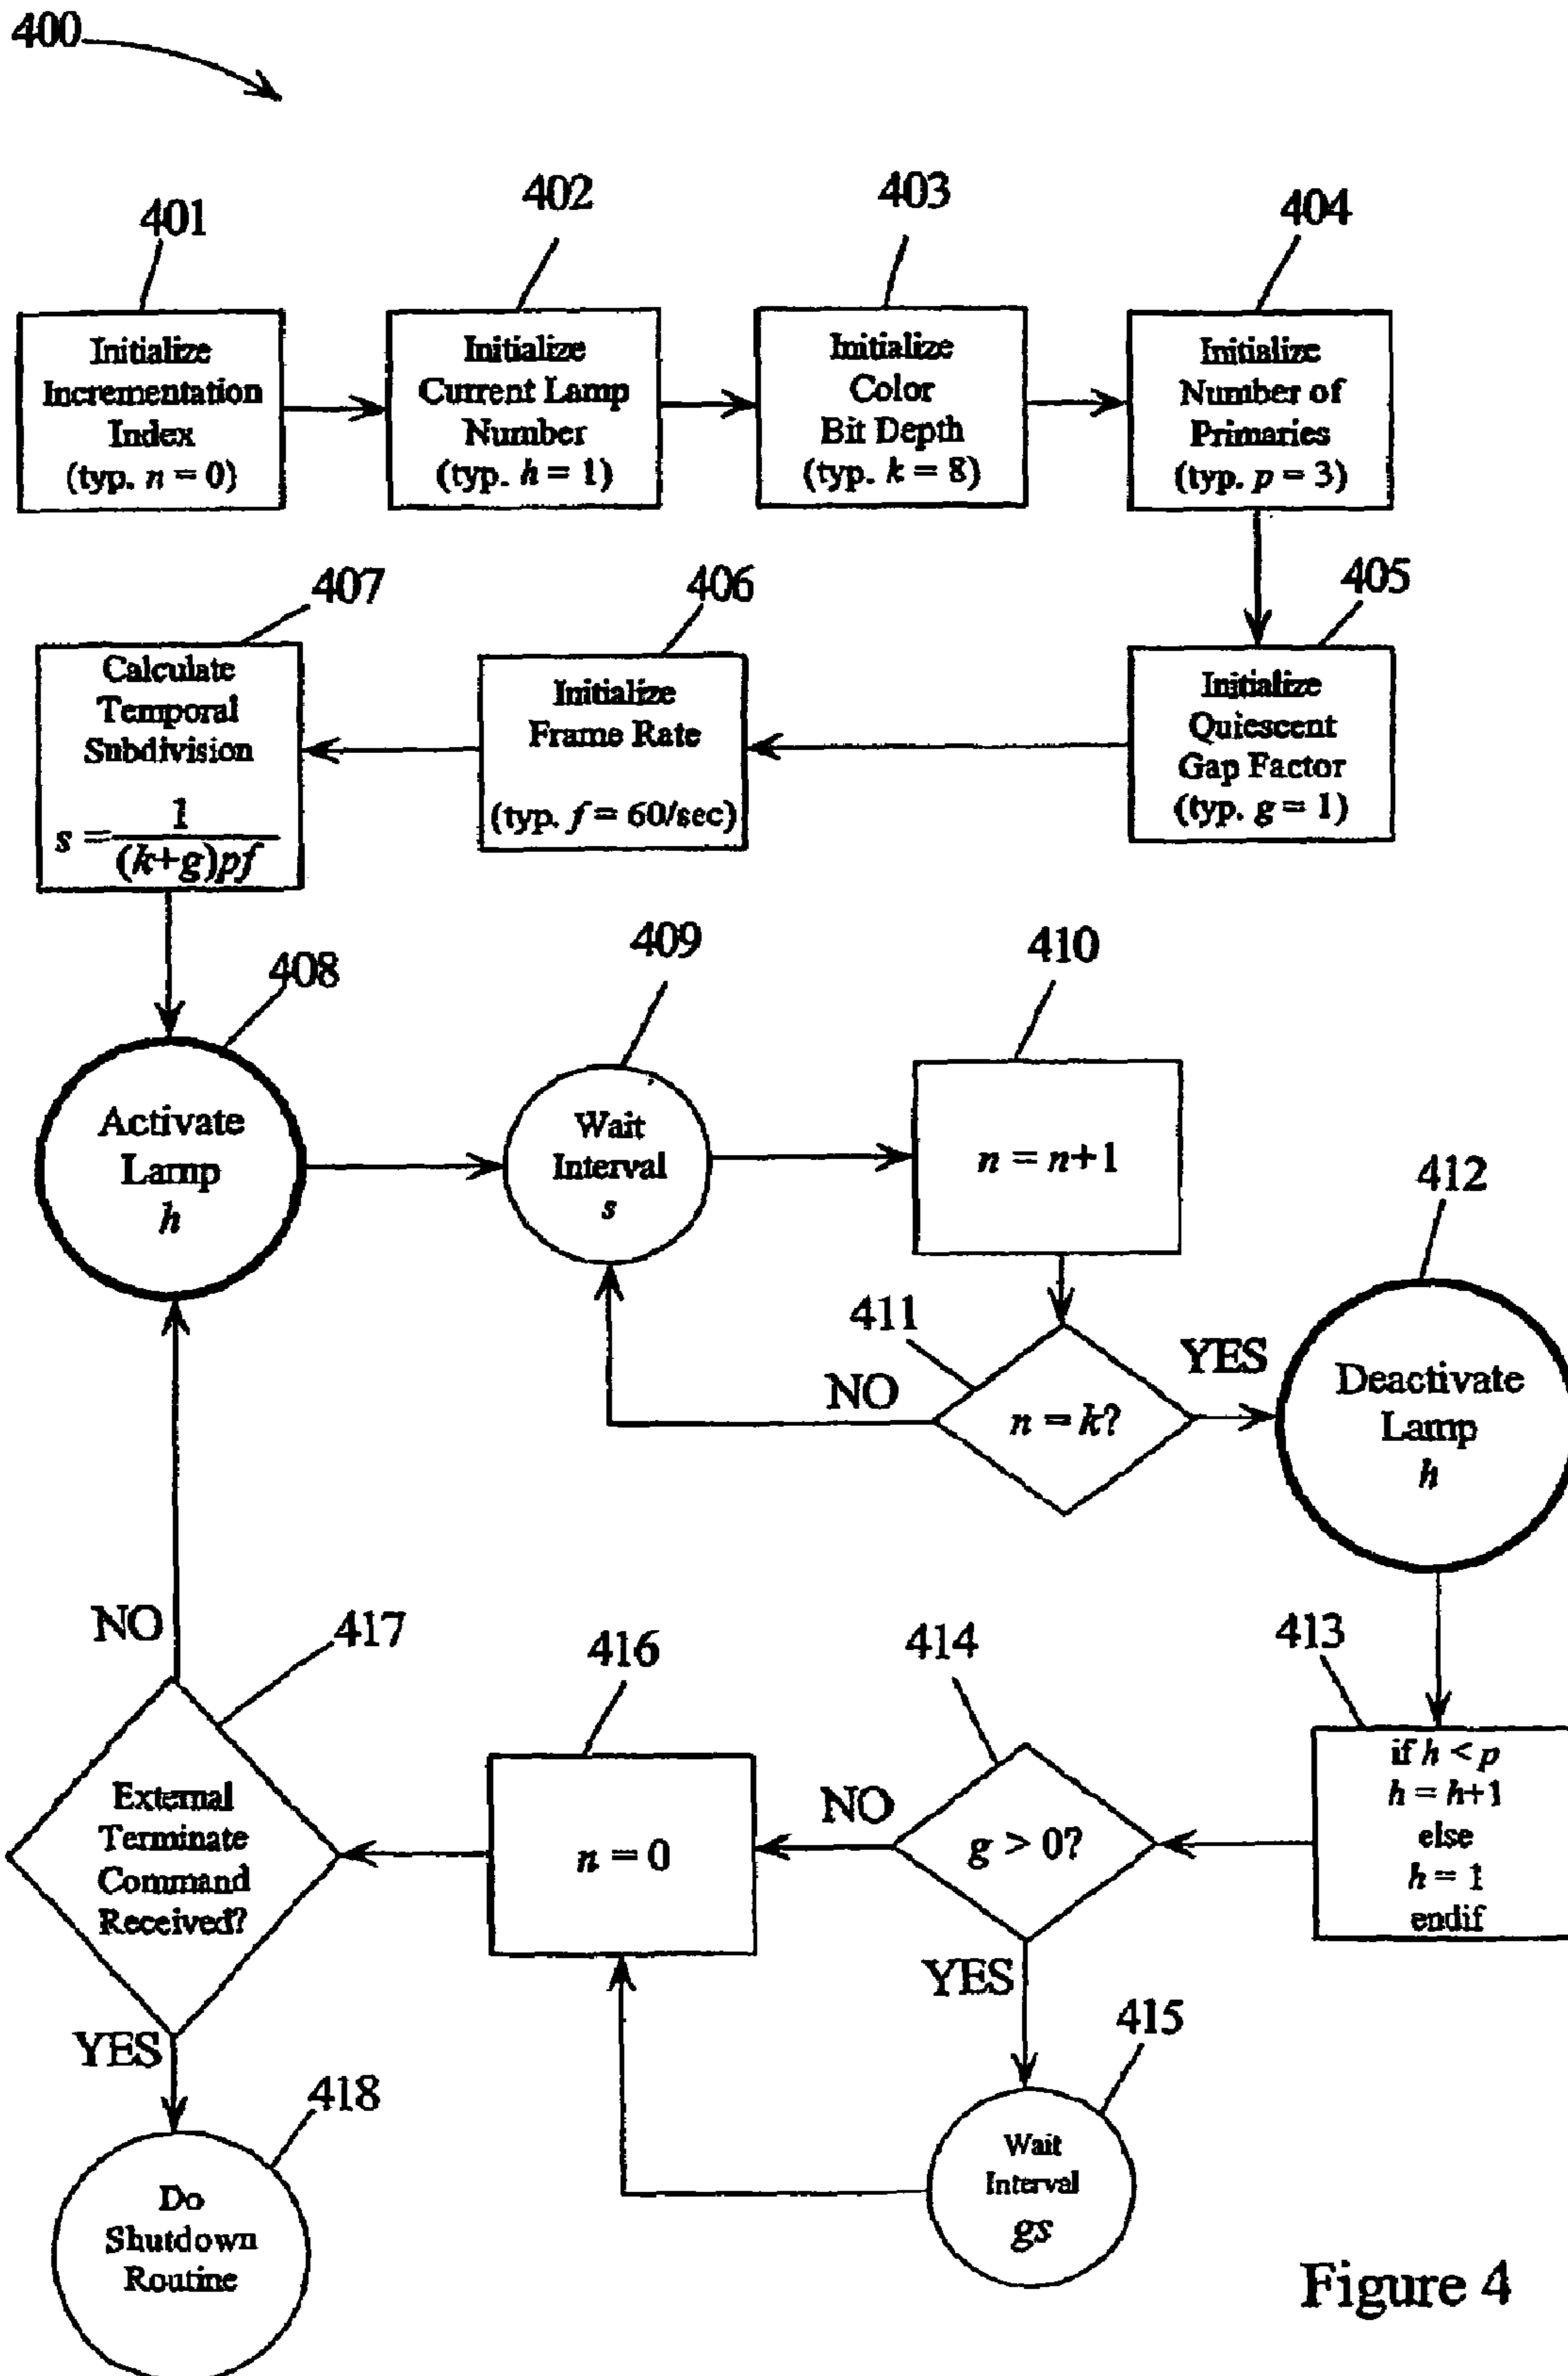 400
401
Initialize
Incrementation
Index
(typ. n = 0)
402
Initialize
Current Lamp
Number
(typ. h = 1)
403
Initialize
Color
Bit Depth
(typ. k = 8)
404
Initialize
Number of
Primaries
(typ. p = 3)
405
Initialize
Quiescent
Gap Factor
(typ. g = 1)
406
Initialize
Frame Rate
(typ. f = 60/sec)
407
Calculate
Temporal
Subdivision
s = 1
(k+g)pf
408
Activate
Lamp
h
409
Wait
Interval
s
410
n = n+1
411
n = k?
NO
YES
412
Deactivate
Lamp
h
413
if h < p
h = h+1
else
h = 1
endif
414
g > 0?
NO
YES
415
Wait
Interval
gs
416
n = 0
417
External
Terminate
Command
Received?
NO
YES
418
Do
Shutdown
Routine
Figure 4